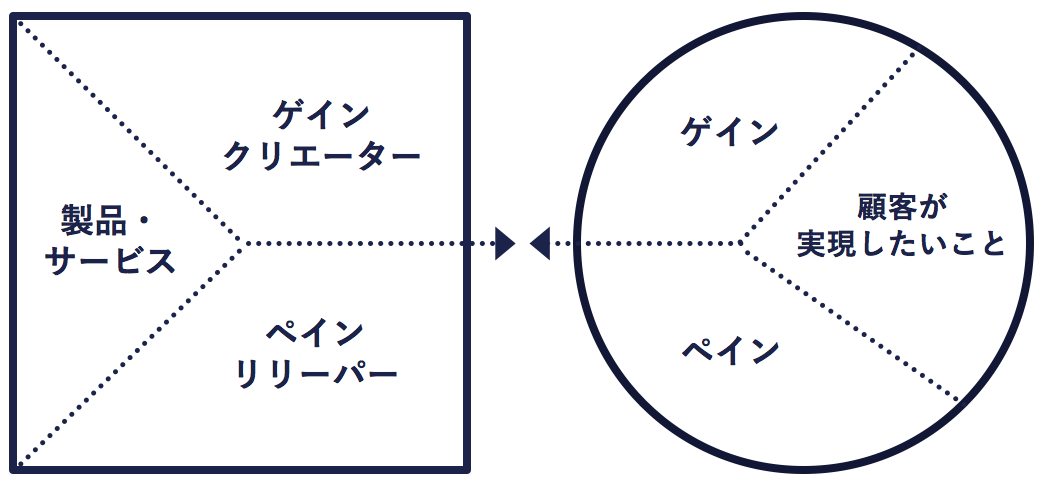 ゲイン
クリエーター
製品・
サービス
ペイン
リリーパー
ゲイン
顧客が
実現したいこと
ペイン